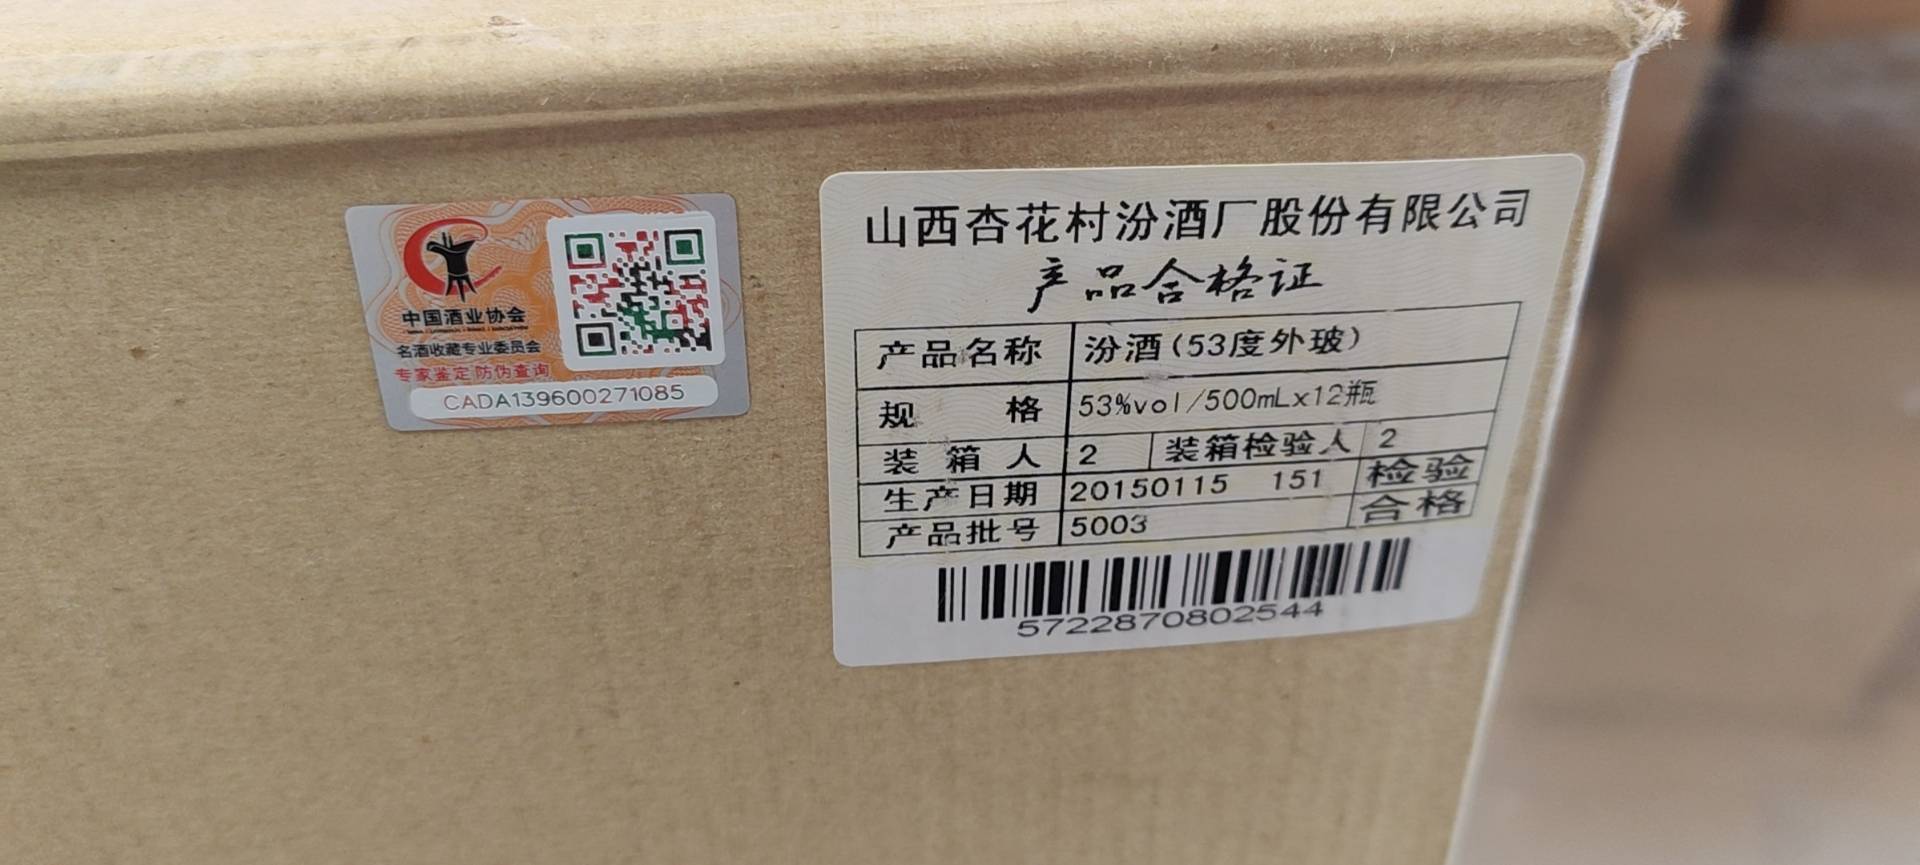 中国酒业协会
名酒收藏专业委员会
专家鉴定 防伪查询
CADA139600271085
山西杏花村汾酒厂股份有限公司
产品合格证
产品名称 汾酒(53度外玻)
规格 53%vol/500mLx12瓶
装箱人 2 装箱检验人 2
生产日期 20150115 151 检验
产品批号 5003 合格
5722870802544